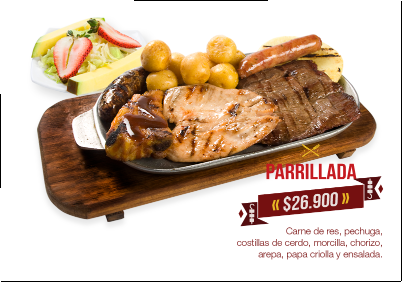 PARRILLADA
« $26.900 »
Carne de res, pechuga,
costillas de cerdo, morcilla, chorizo,
arepa, papa criolla y ensalada.